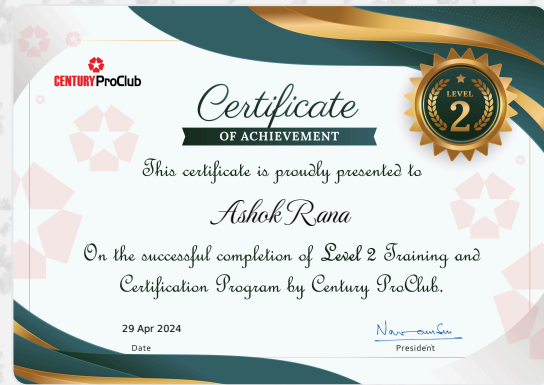 CENTURY ProClub
Certificate
OF ACHIEVEMENT
LEVEL
2
This certificate is proudly presented to
Ashok Rana
On the successful completion of Level 2 Training and
Certification Program by Century ProClub.
29 Apr 2024
Date
President